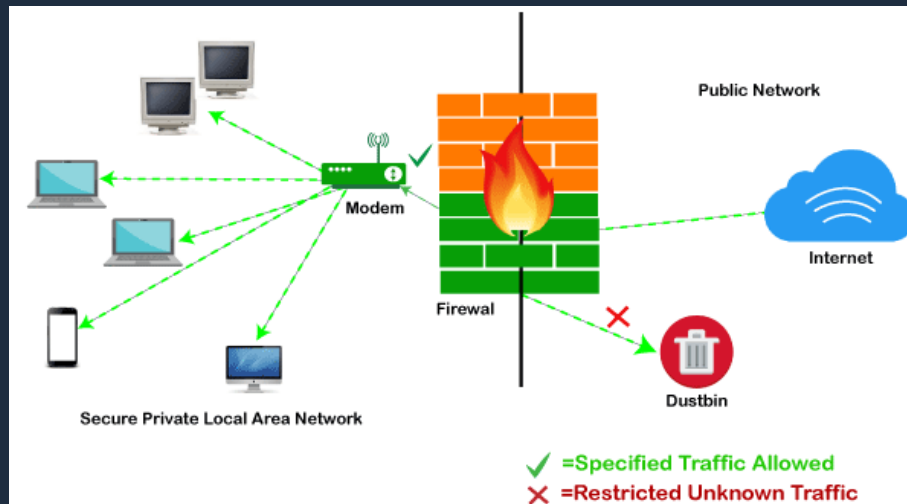 Public Network
Modem
Internet
Firewal
Dustbin
Secure Private Local Area Network
=Specified Traffic Allowed
=Restricted Unknown Traffic